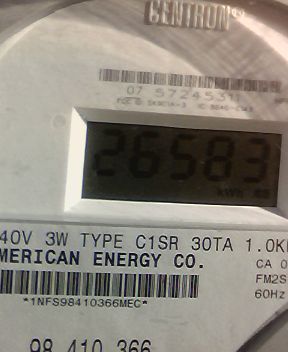 CENTRON
07 57245311
26583
kWh
40V 3W TYPE C1SR 30TA 1.0K
MERICAN ENERGY CO.
CA 0
FM2S
60Hz
*1NFS98410366MEC*
98 410 366